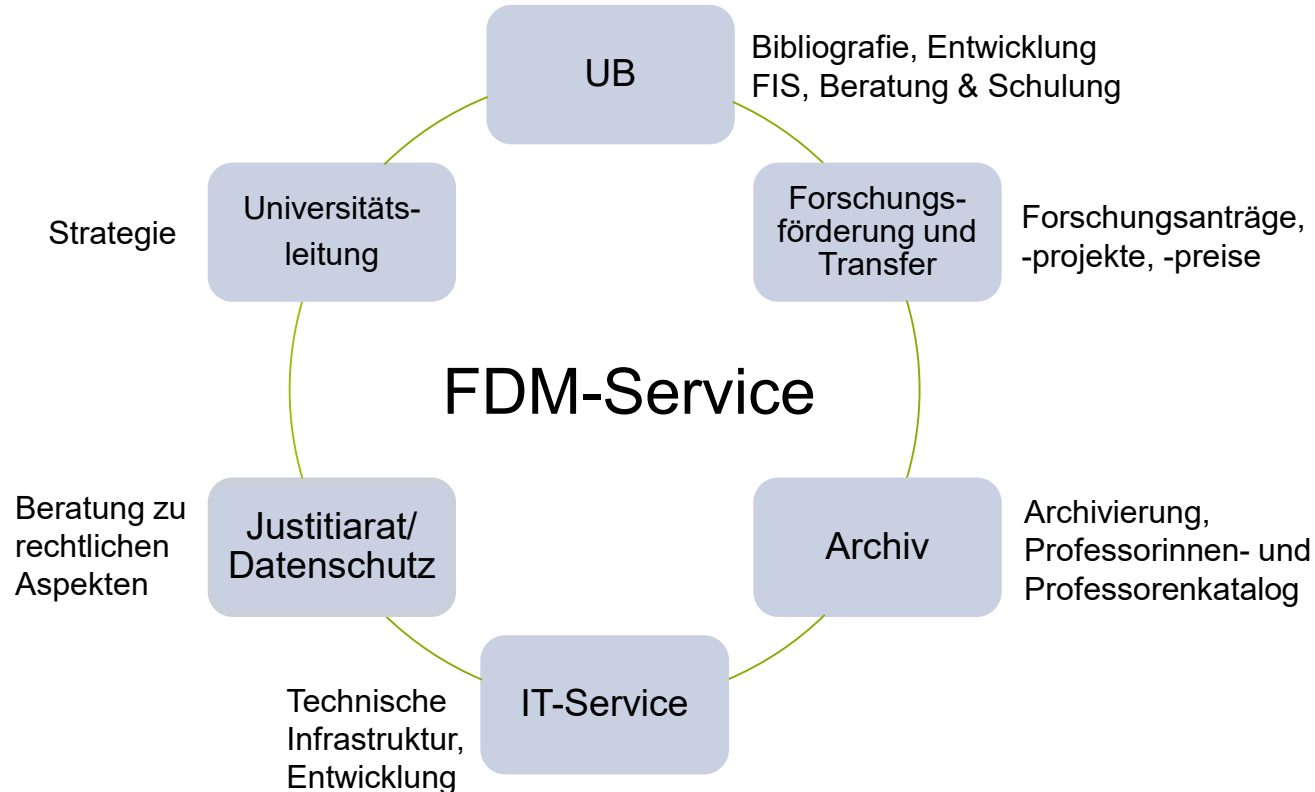 UB
Bibliografie, Entwicklung
FIS, Beratung & Schulung
Forschungs-
förderung und
Transfer
Forschungsanträge,
-projekte, -preise
Universitäts-
leitung
Strategie
FDM-Service
Justitiarat/
Datenschutz
Beratung zu
rechtlichen
Aspekten
Archiv
Archivierung,
Professorinnen- und
Professorenkatalog
IT-Service
Technische
Infrastruktur,
Entwicklung